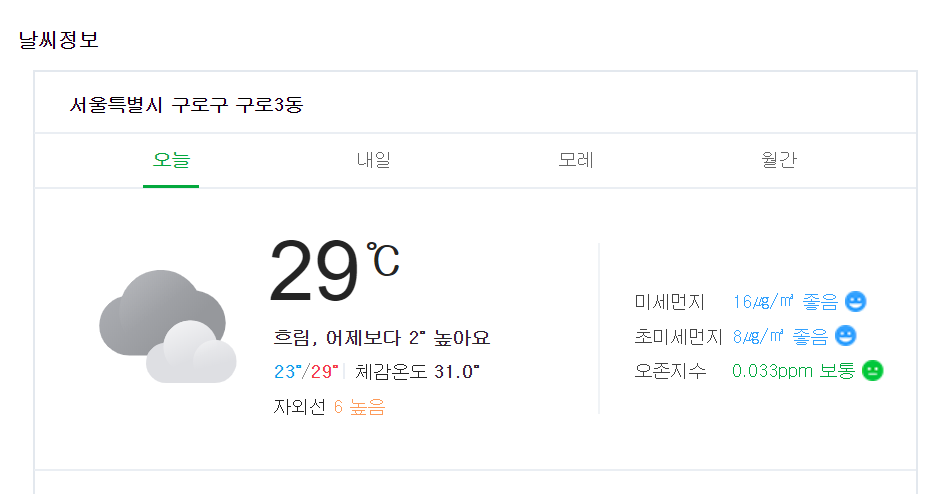 날씨정보
서울특별시 구로구 구로3동
오늘 내일 모레 월간
29℃
흐림, 어제보다 2° 높아요
23°/29° 체감온도 31.0°
자외선 6 높음
미세먼지 16㎍/㎥ 좋음
초미세먼지 8㎍/㎥ 좋음
오존지수 0.033ppm 보통